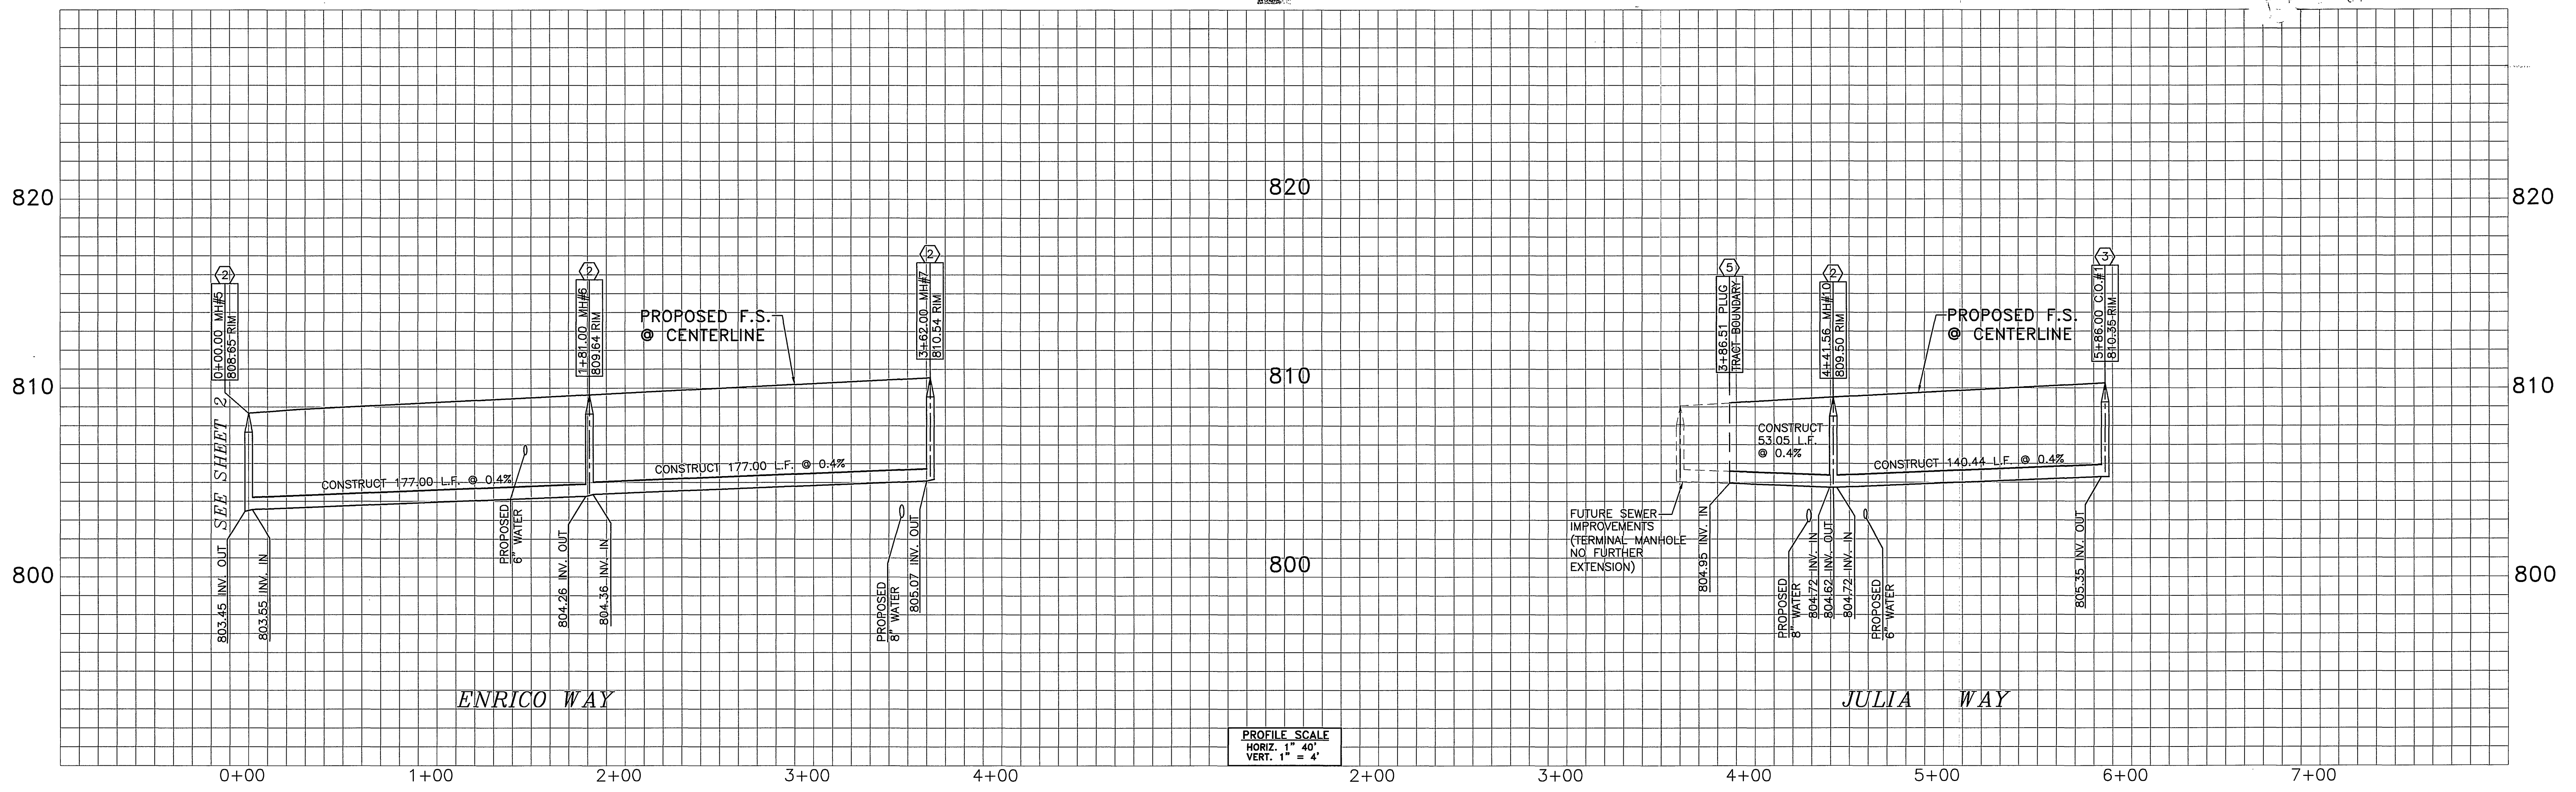 820
820
820
810
810
810
800
800
800
2
0+00.00 MH#5
808.65 RIM
SEE SHEET 2
803.45 INV. OUT
803.55 INV. IN
CONSTRUCT 177.00 L.F. @ 0.4%
PROPOSED
6" WATER
2
1+81.00 MH#6
809.64 RIM
804.26 INV. OUT
804.36 INV. IN
PROPOSED F.S.
@ CENTERLINE
CONSTRUCT 177.00 L.F. @ 0.4%
2
3+62.00 MH#7
810.54 RIM
PROPOSED
8" WATER
805.07 INV. OUT
ENRICO WAY
5
3+86.51 PLUG
TRACT BOUNDARY
FUTURE SEWER
IMPROVEMENTS
(TERMINAL MANHOLE
NO FURTHER
EXTENSION)
804.95 INV. IN
CONSTRUCT
53.05 L.F.
@ 0.4%
2
4+41.56 MH#10
809.50 RIM
PROPOSED
8" WATER
804.72 INV. IN
804.62 INV. OUT
804.72 INV. IN
PROPOSED
6" WATER
PROPOSED F.S.
@ CENTERLINE
CONSTRUCT 140.44 L.F. @ 0.4%
3
5+86.00 C.O.#1
810.35 RIM
805.35 INV. OUT
JULIA WAY
PROFILE SCALE
HORIZ. 1" 40'
VERT. 1" = 4'
0+00 1+00 2+00 3+00 4+00 2+00 3+00 4+00 5+00 6+00 7+00